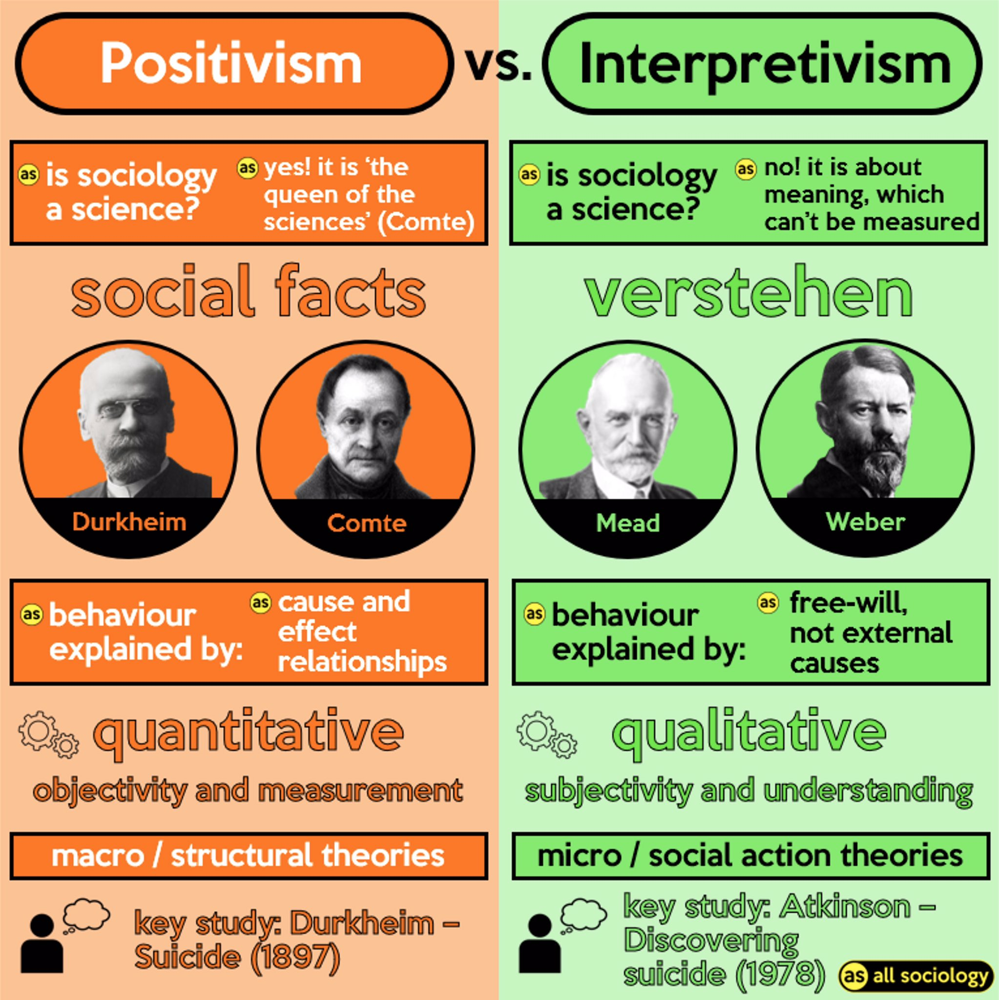 Positivism
vs.
Interpretivism
as is sociology
a science?
as yes! it is ‘the
queen of the
sciences’ (Comte)
as is sociology
a science?
as no! it is about
meaning, which
can’t be measured
social facts
verstehen
Durkheim
Comte
Mead
Weber
as behaviour
explained by:
as cause and
effect
relationships
as behaviour
explained by:
as free-will,
not external
causes
quantitative
objectivity and measurement
qualitative
subjectivity and understanding
macro / structural theories
micro / social action theories
key study: Durkheim –
Suicide (1897)
key study: Atkinson –
Discovering
suicide (1978)
as all sociology